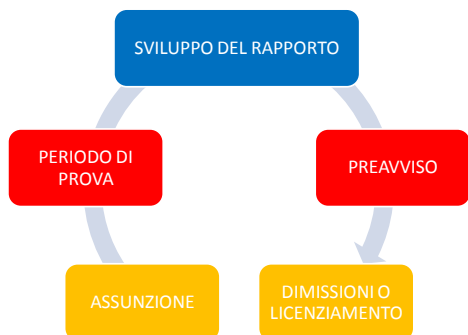 SVILUPPO DEL RAPPORTO
PERIODO DI
PROVA
PREAVVISO
ASSUNZIONE
DIMISSIONI O
LICENZIAMENTO